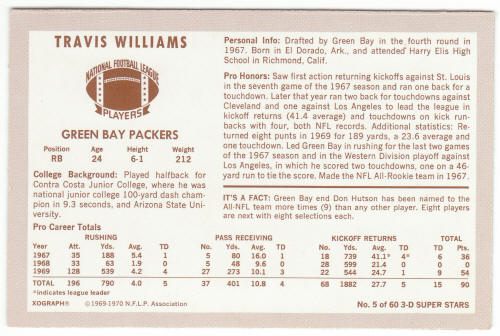 TRAVIS WILLIAMS
NATIONAL FOOTBALL LEAGUE
PLAYERS
GREEN BAY PACKERS
Position Age Height Weight
RB 24 6-1 212
College Background: Played halfback for
Contra Costa Junior College, where he was
national junior college 100-yard dash champ-
ion in 9.3 seconds, and Arizona State Uni-
versity.
Personal Info: Drafted by Green Bay in the fourth round in
1967. Born in El Dorado, Ark., and attended Harry Elis High
School in Richmond, Calif.
Pro Honors: Saw first action returning kickoffs against St. Louis
in the seventh game of the 1967 season and ran one back for a
touchdown. Later that year ran two back for touchdowns against
Cleveland and one against Los Angeles to lead the league in
kickoff returns (41.4 average) and touchdowns on kick run-
backs with four, both NFL records. Additional statistics: Re-
turned eight punts in 1969 for 189 yards, a 23.6 average and
one touchdown. Led Green Bay in rushing for the last two games
of the 1967 season and in the Western Division playoff against
Los Angeles, in which he scored two touchdowns, one on a 46-
yard run to tie the score. Made the NFL All-Rookie team in 1967.
IT'S A FACT: Green Bay end Don Hutson has been named to the
All-NFL team more times (9) than any other player. Eight players
are next with eight selections each.
Pro Career Totals
RUSHING PASS RECEIVING KICKOFF RETURNS TOTAL
Year Att. Yds. Avg. TD No. Yds. Avg. TD No. Yds. Avg. TD TD Pts.
1967 35 188 5.4 1 5 80 16.0 1 18 739 41.1* 4* 6 36
1968 33 63 1.9 0 5 48 9.6 0 28 599 21.4 0 0 0
1969 128 539 4.2 4 27 273 10.1 3 22 544 24.7 1 9 54
TOTAL 196 790 4.0 5 37 401 10.8 4 68 1882 27.7 5 15 90
*indicates league leader
XOGRAPH® ©1969-1970 N.F.L.P. Association No. 5 of 60 3-D SUPER STARS